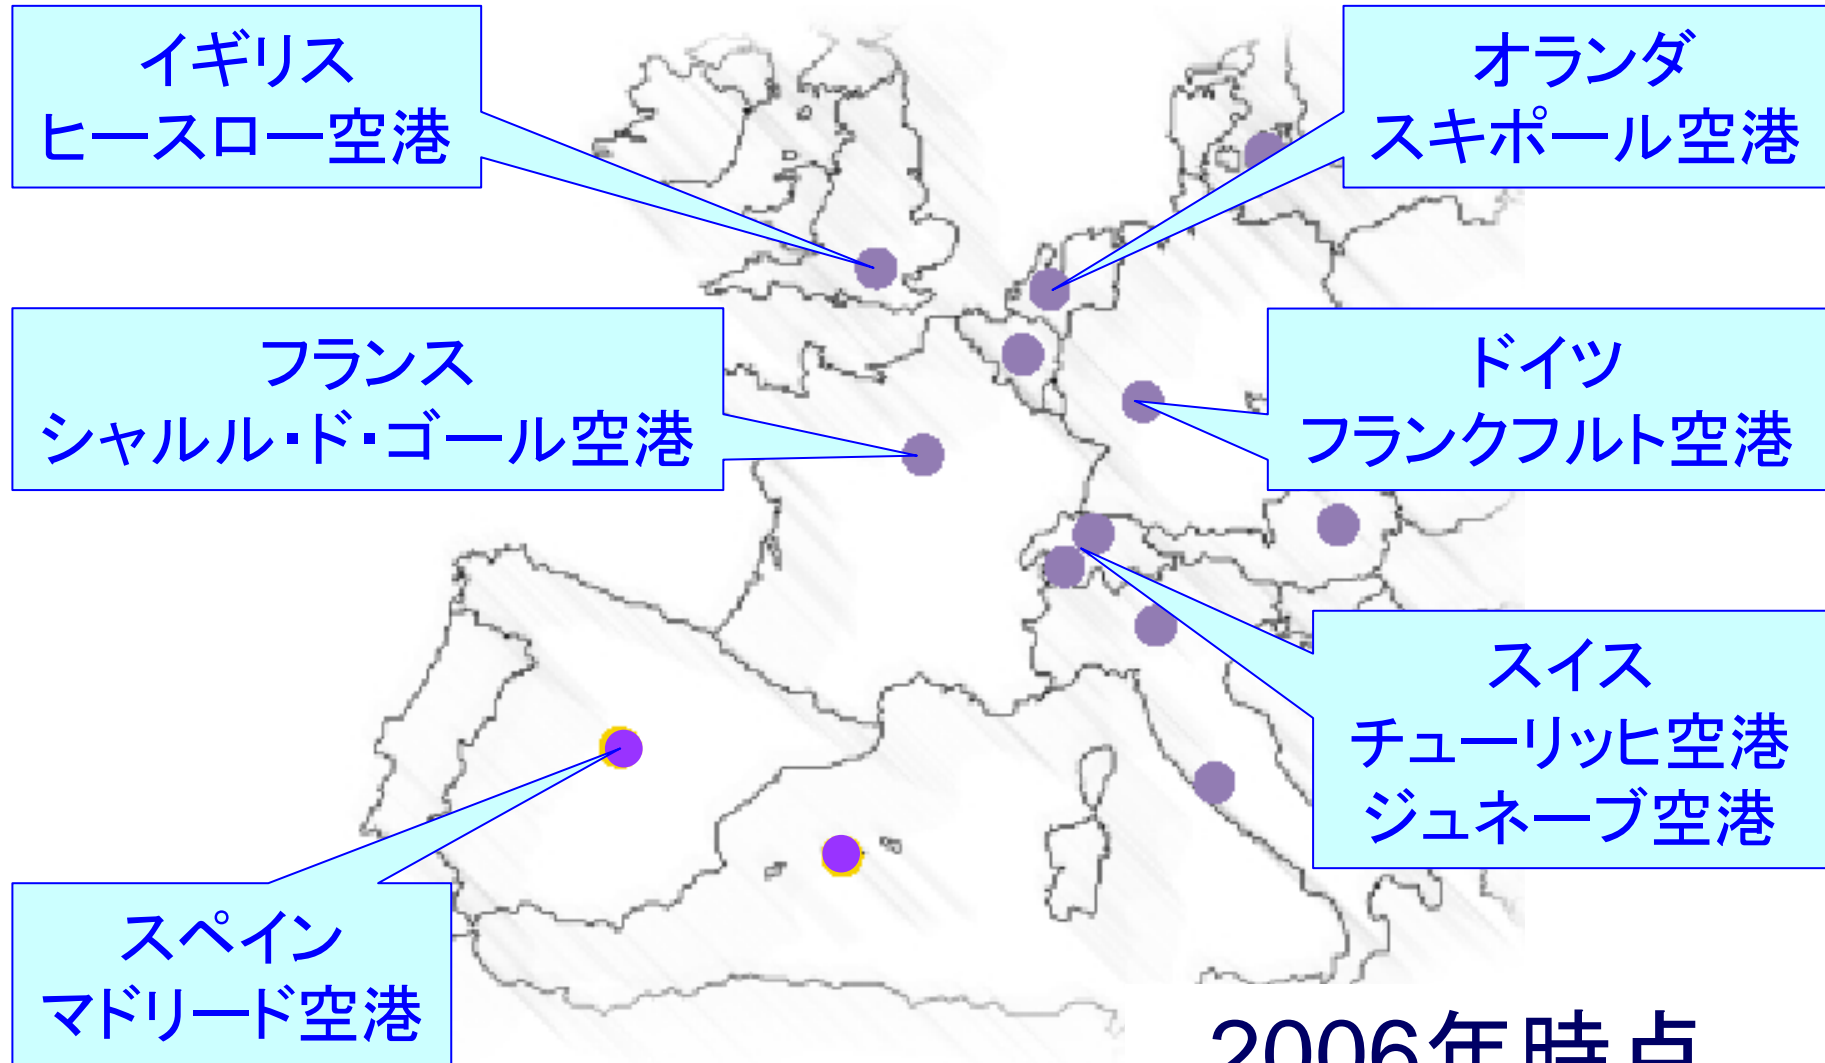 イギリス
ヒースロー空港
オランダ
スキポール空港
フランス
シャルル・ド・ゴール空港
ドイツ
フランクフルト空港
スイス
チューリッヒ空港
ジュネーブ空港
スペイン
マドリード空港
2006年時点